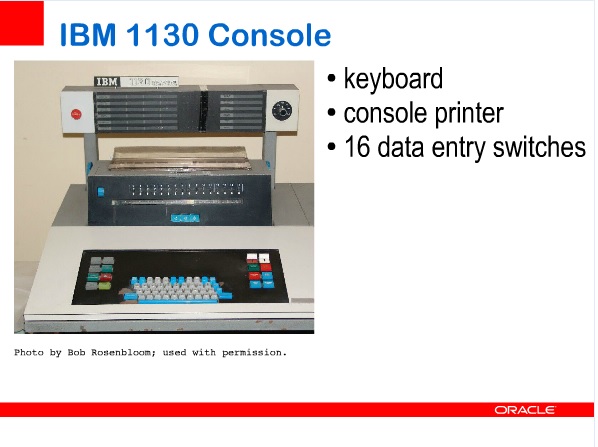 IBM 1130 Console
• keyboard
• console printer
• 16 data entry switches
IBM
Photo by Bob Rosenbloom; used with permission.
ORACLE